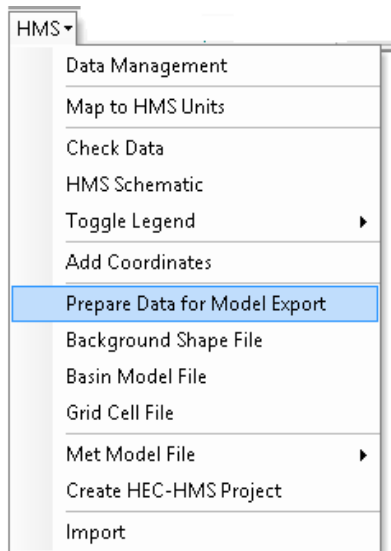 HMS
Data Management
Map to HMS Units
Check Data
HMS Schematic
Toggle Legend
Add Coordinates
Prepare Data for Model Export
Background Shape File
Basin Model File
Grid Cell File
Met Model File
Create HEC-HMS Project
Import